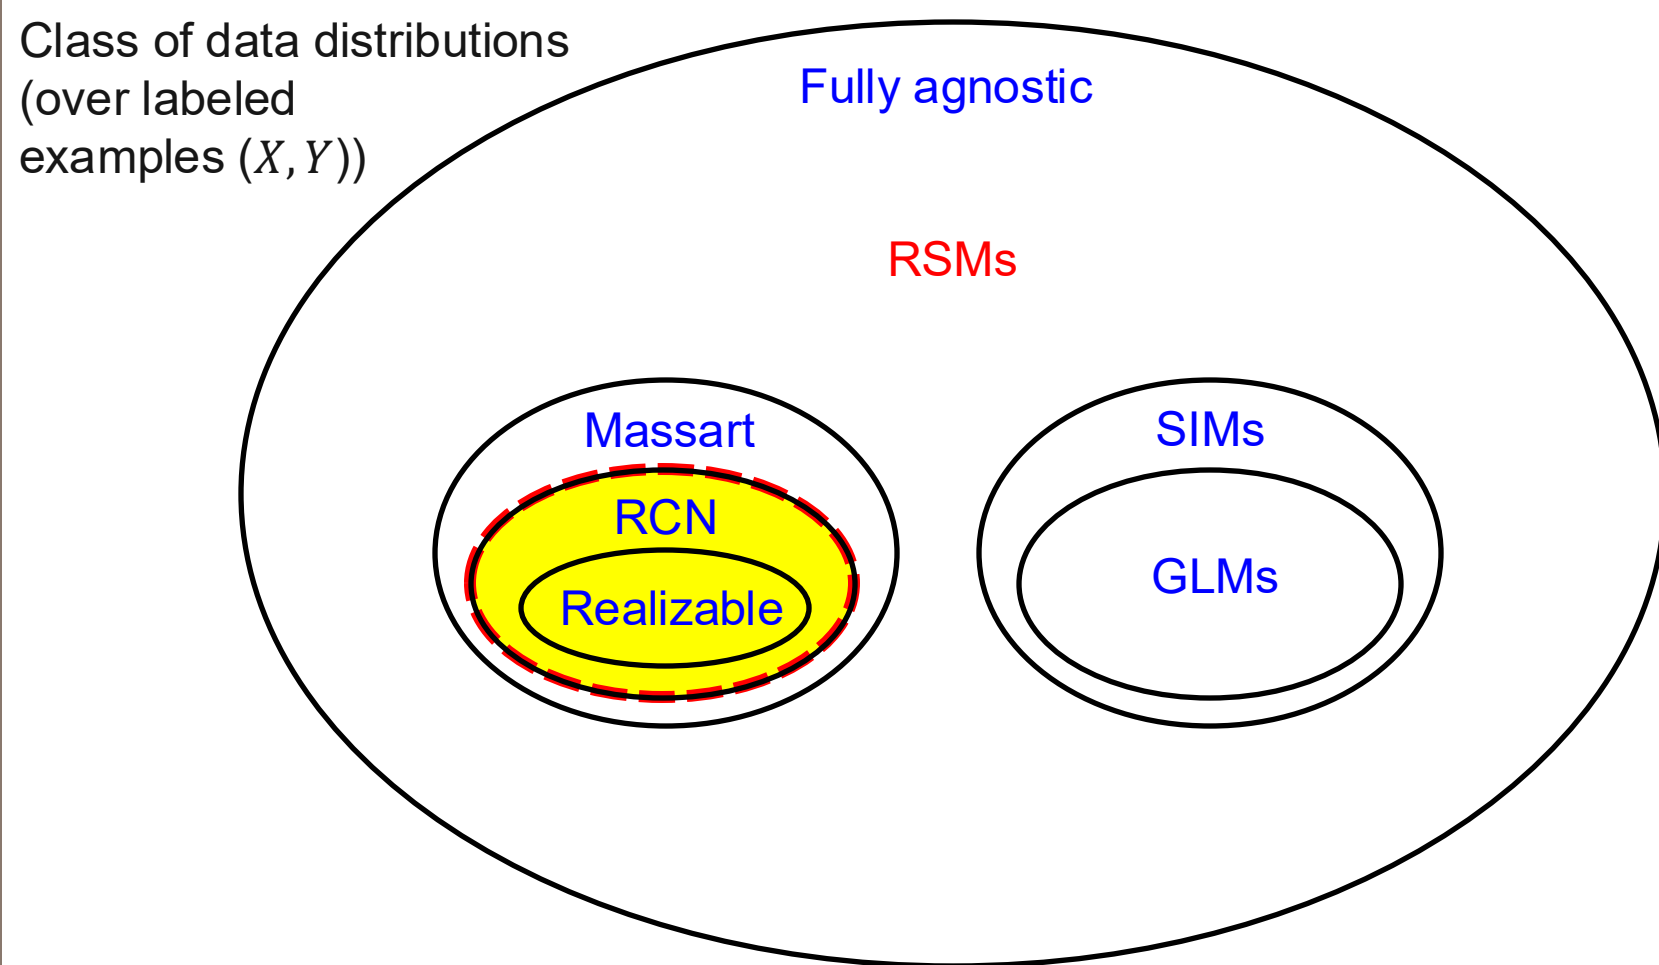 Class of data distributions
(over labeled
examples (X, Y))
Fully agnostic
RSMs
Massart
SIMs
RCN
GLMs
Realizable